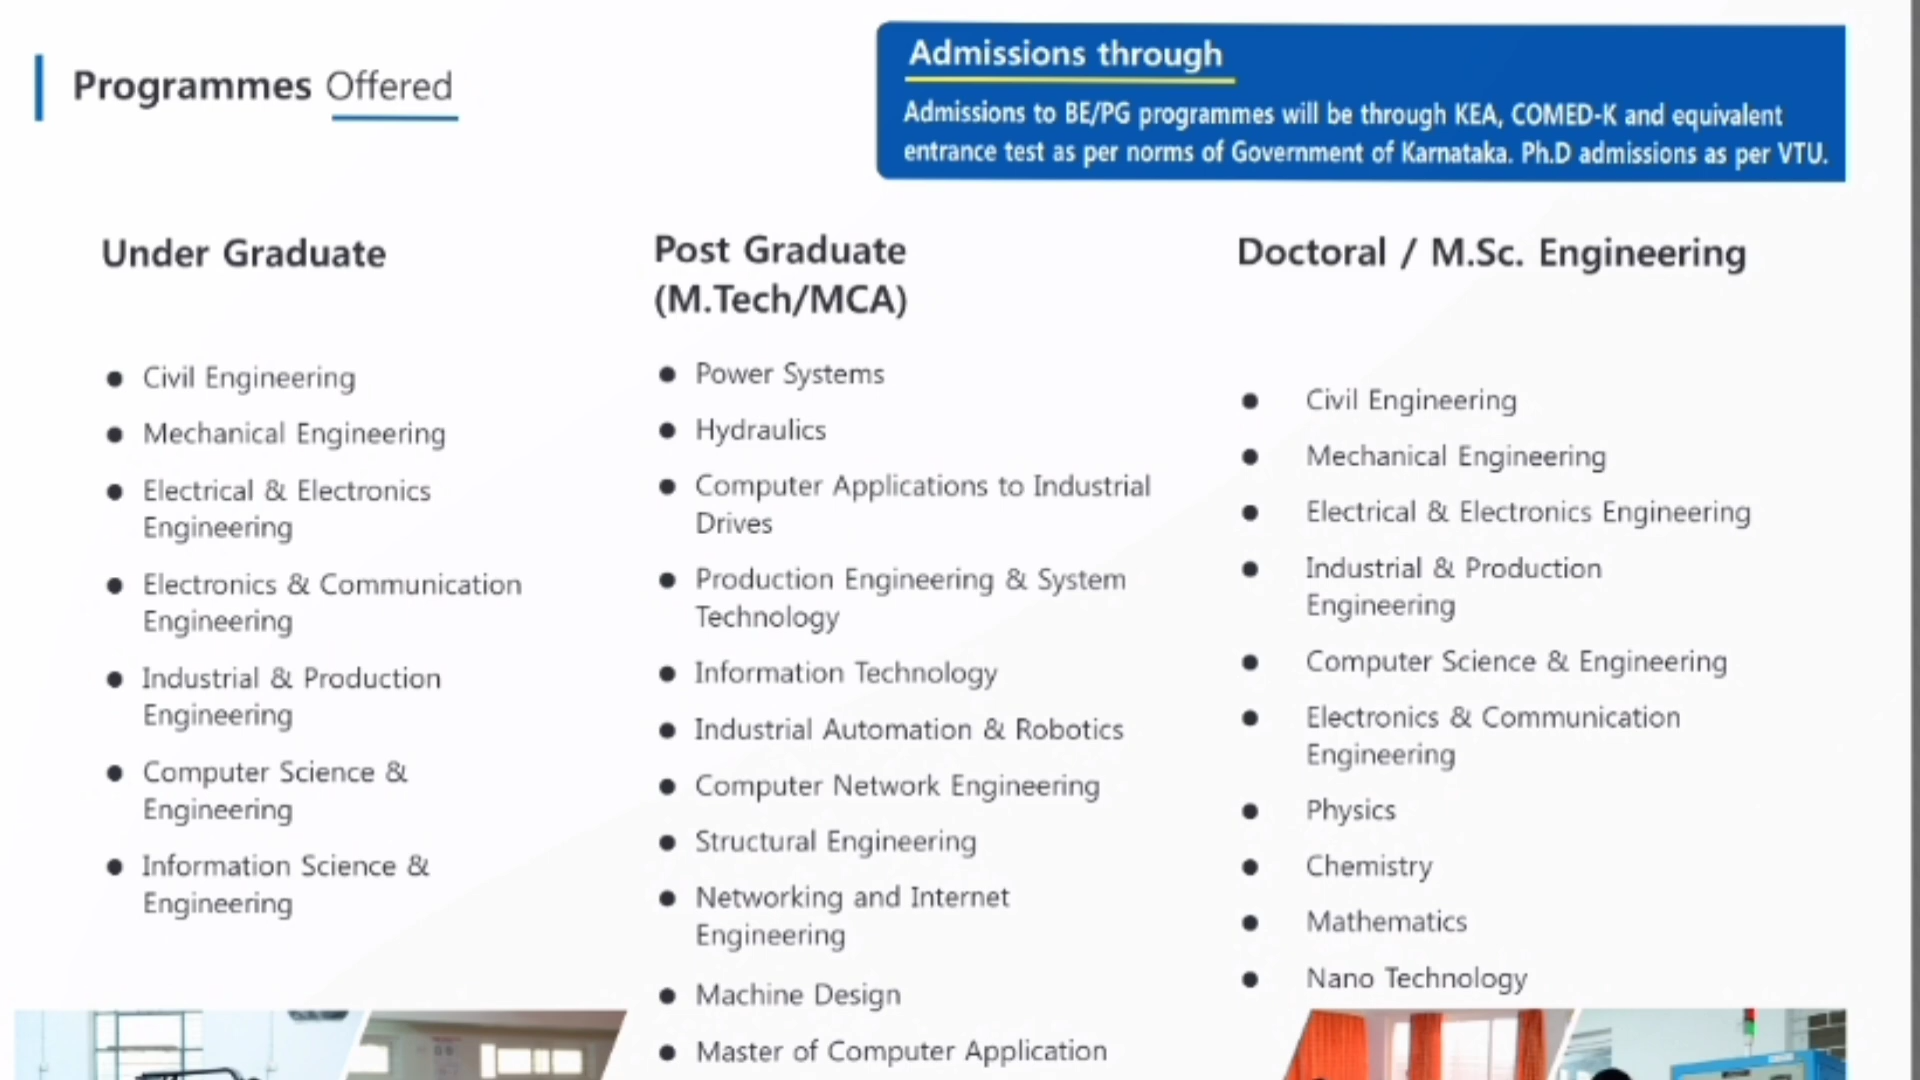 Programmes Offered
Admissions through
Admissions to BE/PG programmes will be through KEA, COMED-K and equivalent
entrance test as per norms of Government of Karnataka. Ph.D admissions as per VTU.
Under Graduate
Civil Engineering
Mechanical Engineering
Electrical & Electronics
Engineering
Electronics & Communication
Engineering
Industrial & Production
Engineering
Computer Science &
Engineering
Information Science &
Engineering
Post Graduate
(M.Tech/MCA)
Power Systems
Hydraulics
Computer Applications to Industrial
Drives
Production Engineering & System
Technology
Information Technology
Industrial Automation & Robotics
Computer Network Engineering
Structural Engineering
Networking and Internet
Engineering
Machine Design
Master of Computer Application
Doctoral / M.Sc. Engineering
Civil Engineering
Mechanical Engineering
Electrical & Electronics Engineering
Industrial & Production
Engineering
Computer Science & Engineering
Electronics & Communication
Engineering
Physics
Chemistry
Mathematics
Nano Technology